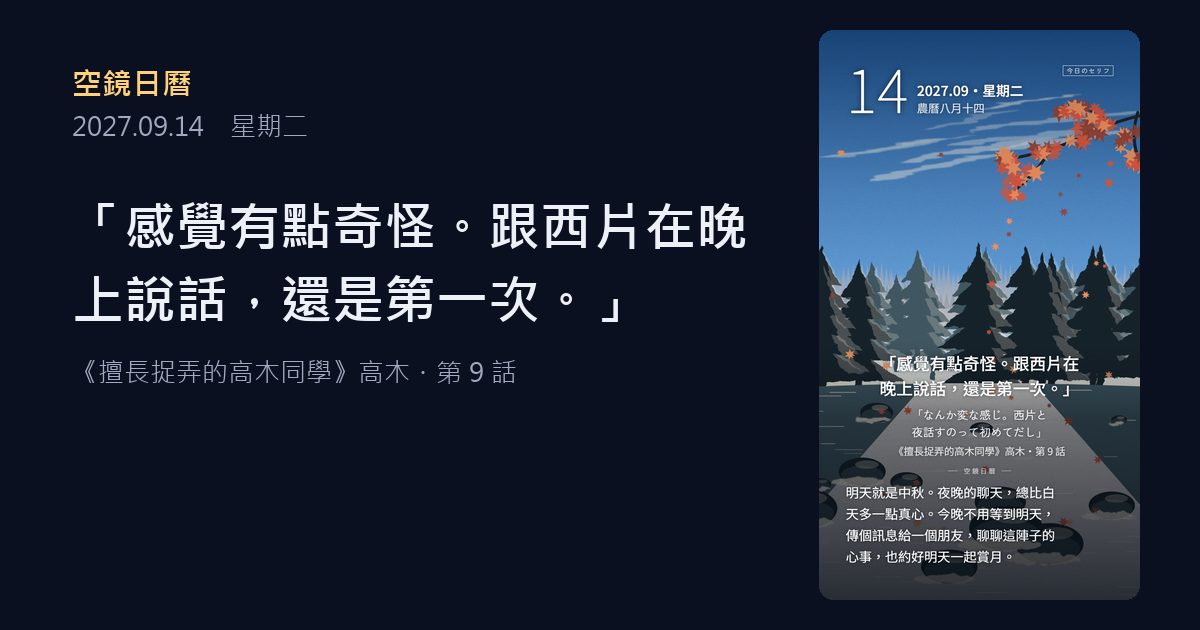 空鏡日曆
2027.09.14 星期二
「感覺有點奇怪。跟西片在晚
上說話，還是第一次。」
《擅長捉弄的高木同學》高木・第 9 話
14
2027.09・星期二
農曆八月十四
今日のセリフ
「感覺有點奇怪。跟西片在
晚上說話，還是第一次。」
「なんか変な感じ。西片と
夜話すのって初めてだし」
《擅長捉弄的高木同學》高木・第 9 話
— 空鏡日曆 —
明天就是中秋。夜晚的聊天，總比白
天多一點真心。今晚不用等到明天，
傳個訊息給一個朋友，聊聊這陣子的
心事，也約好明天一起賞月。